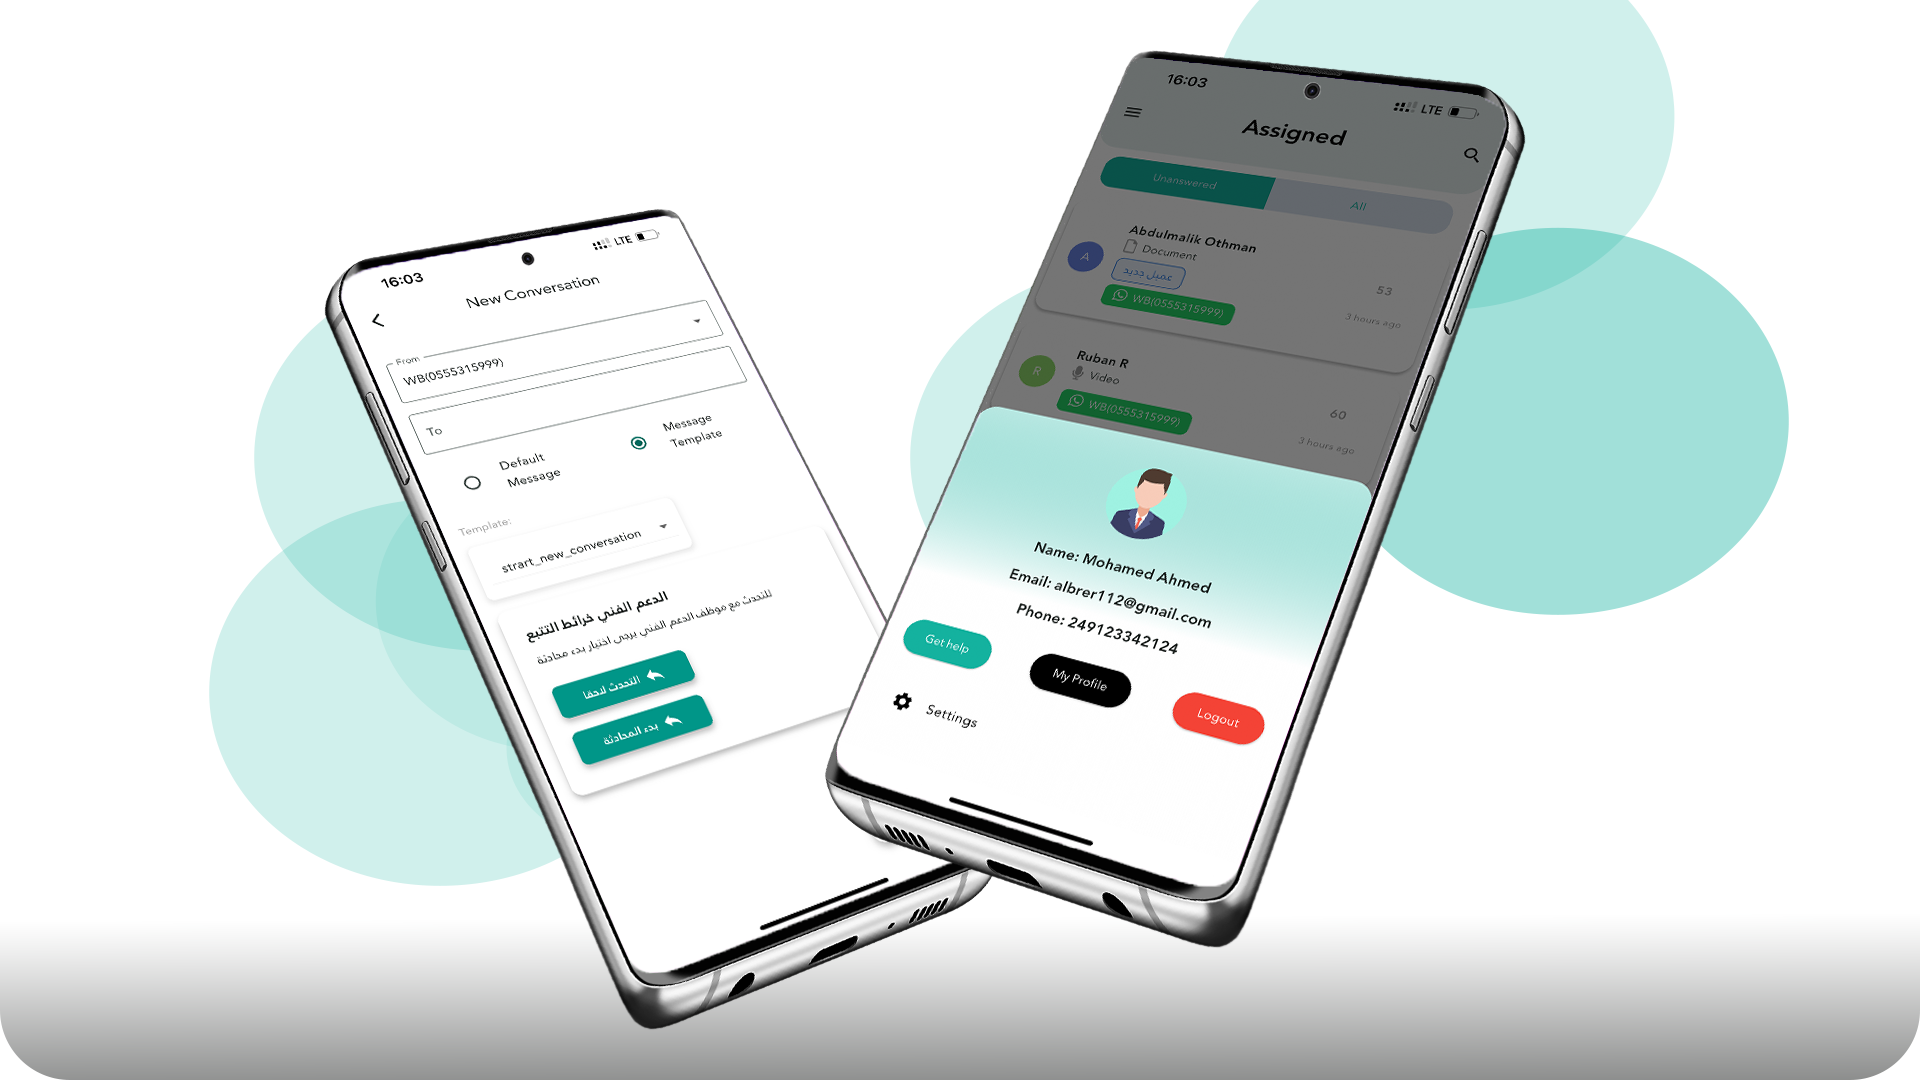 16:03
LTE
New Conversation
From
WB(0555315999)
To
Default
Message
Message
Template
Template:
strart_new_conversation
الدعم الفني خرائط التتبع
للتحدث مع موظف الدعم الفني يرجى اختيار بدء محادثة
التحدث لاحقا
بدء المحادثة
16:03
LTE
Assigned
Unanswered
All
Abdulmalik Othman
Document
A
عميل جديد
WB(0555315999)
53
3 hours ago
Ruban R
R
Video
WB(0555315999)
60
3 hours ago
Name: Mohamed Ahmed
Email: albrer112@gmail.com
Phone: 249123342124
Get help
My Profile
Logout
Settings